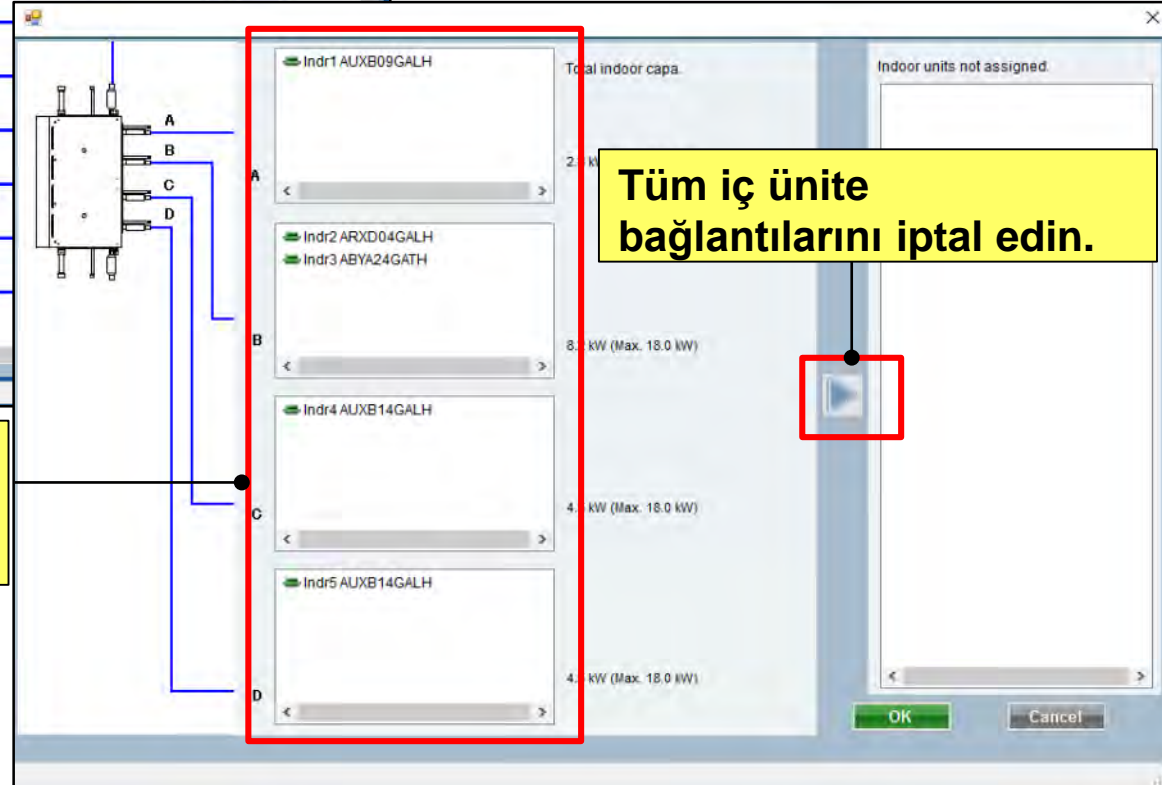 Indr1 AUXB09GALH
Total indoor capa.
Indoor units not assigned.
A
B
C
D
A
Tüm iç ünite
bağlantılarını iptal edin.
Indr2 ARXD04GALH
Indr3 ABYA24GATH
B
kW (Max. 18.0 kW)
Indr4 AUXB14GALH
C
kW (Max. 18.0 kW)
Indr5 AUXB14GALH
D
kW (Max. 18.0 kW)
OK
Cancel